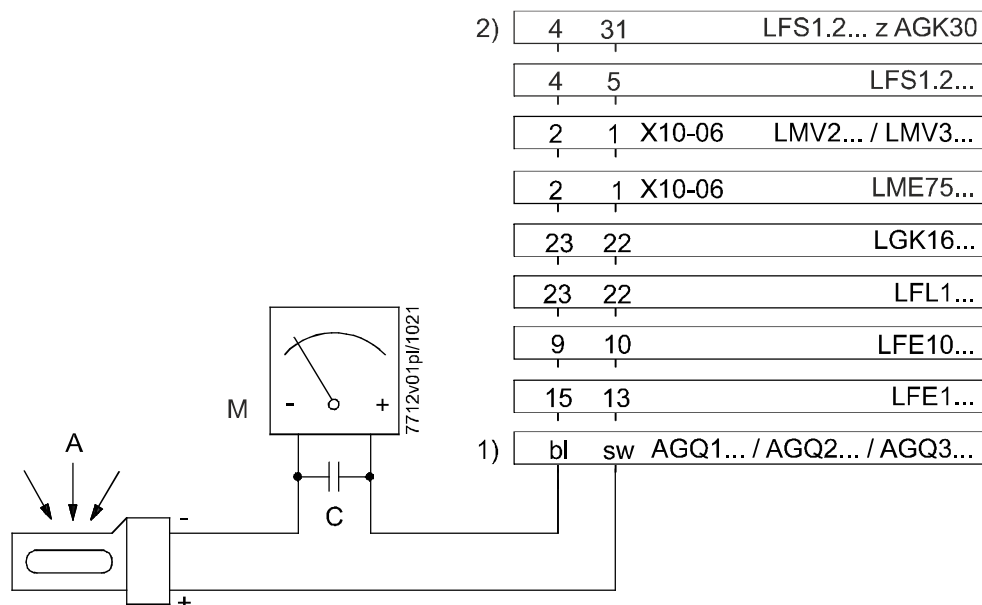 2) 4 31 LFS1.2... z AGK30
4 5 LFS1.2...
2 1 X10-06 LMV2... / LMV3...
2 1 X10-06 LME75...
23 22 LGK16...
23 22 LFL1...
9 10 LFE10...
15 13 LFE1...
1) bl sw AGQ1... / AGQ2... / AGQ3...
7712v01pl/1021
M - +
A
C
-
+